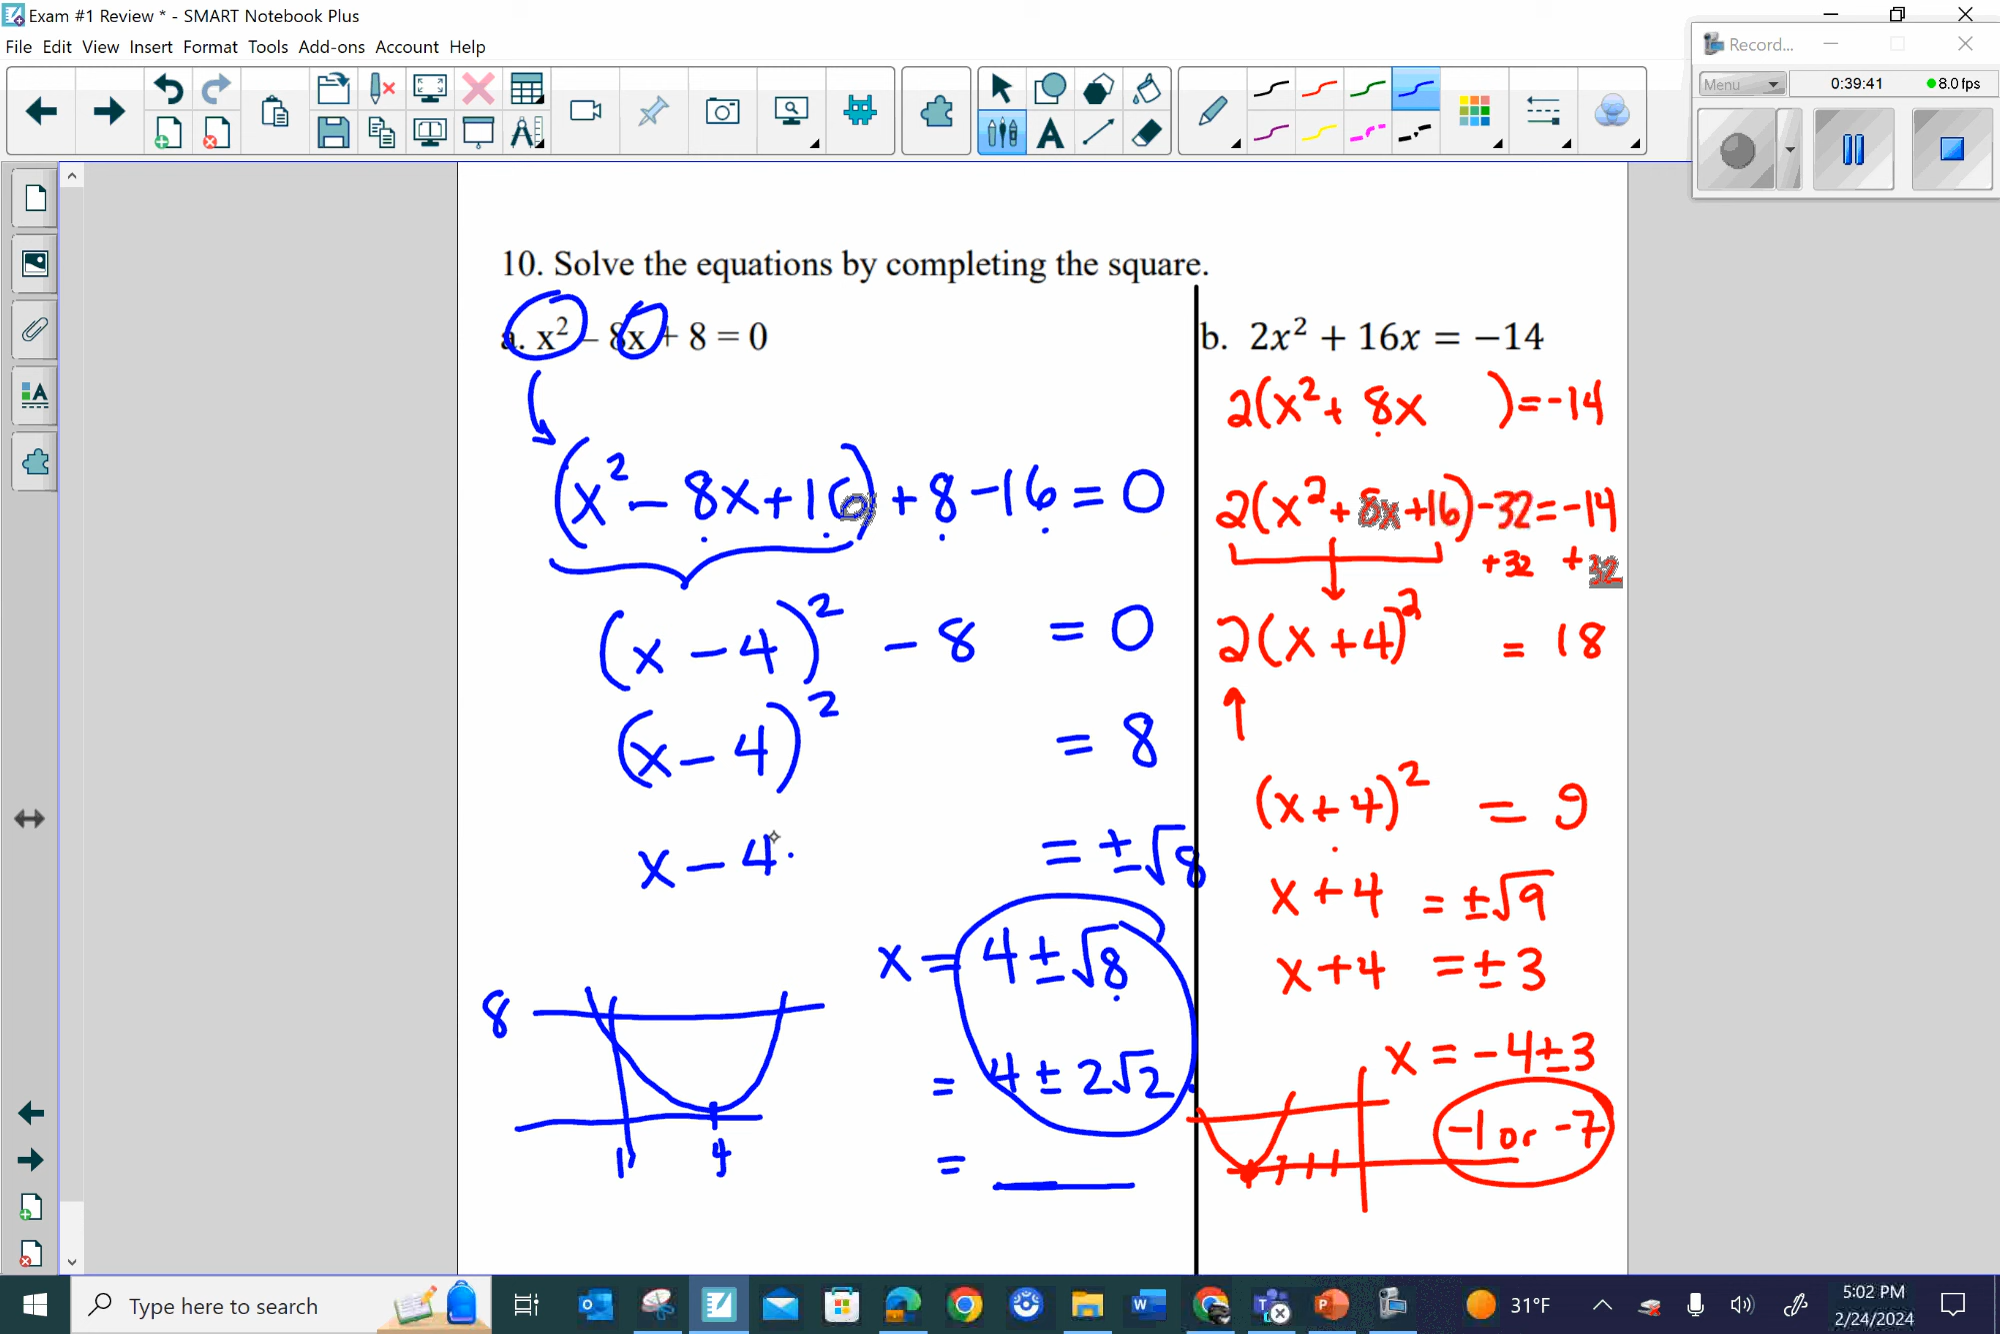 Exam #1 Review * - SMART Notebook Plus
File Edit View Insert Format Tools Add-ons Account Help
Record...
Menu 0:39:41 8.0 fps
10. Solve the equations by completing the square.
a. x² – 8x + 8 = 0
(x² – 8x + 16) + 8 – 16 = 0
(x – 4)² – 8 = 0
(x – 4)² = 8
x – 4 = ±√8
x = 4 ± √8
= 4 ± 2√2
=
8
4
b. 2x² + 16x = −14
2(x² + 8x ) = -14
2(x² + 8x + 16) - 32 = -14
+32 +32
2(x + 4)² = 18
(x + 4)² = 9
x + 4 = ±√9
x + 4 = ± 3
x = -4 ± 3
-1 or -7
Type here to search
31°F
5:02 PM
2/24/2024